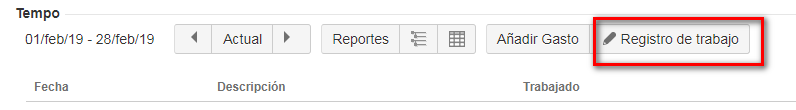 Tempo
01/feb/19 - 28/feb/19 Actual Reportes Añadir Gasto Registro de trabajo
Fecha Descripción Trabajado